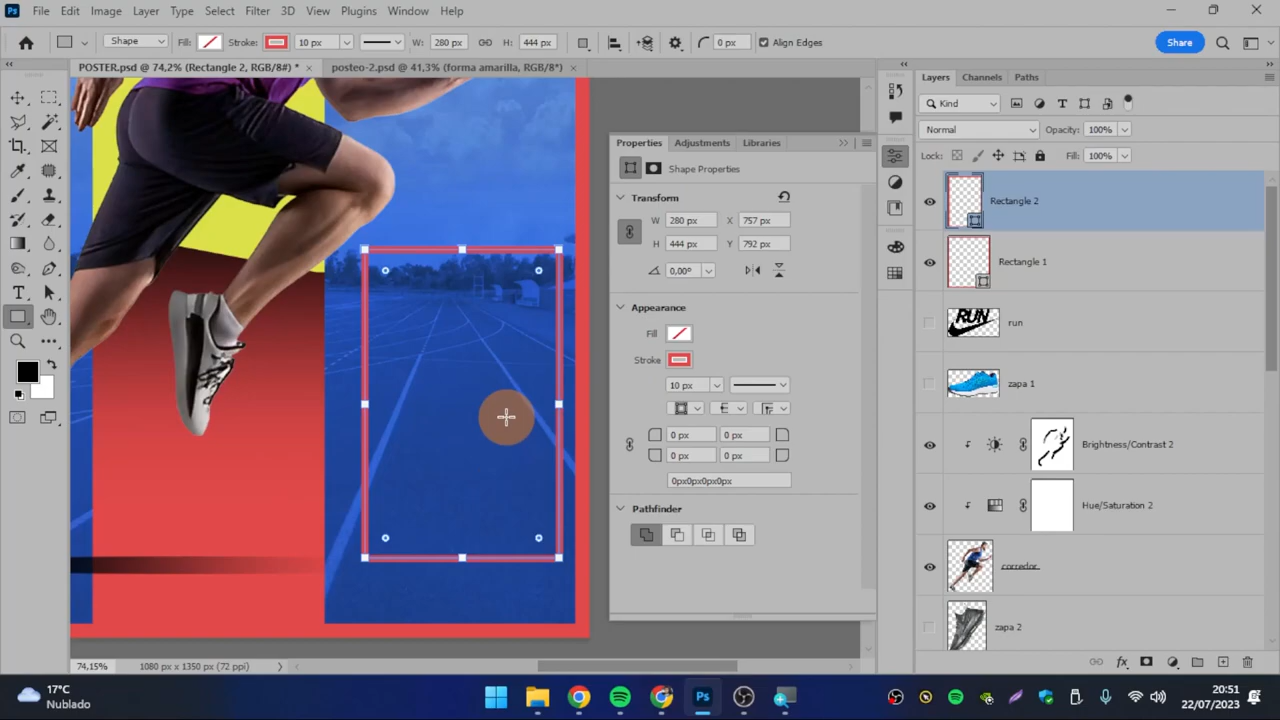 Ps File Edit Image Layer Type Select Filter 3D View Plugins Window Help
Shape Fill: Stroke: 10 px W: 280 px H: 444 px 0 px Align Edges Share
POSTER.psd @ 74,2% (Rectangle 2, RGB/8#) * × posteo-2.psd @ 41,3% (forma amarilla, RGB/8*) ×
Layers Channels Paths
Kind
Normal Opacity: 100%
Lock: Fill: 100%
Properties Adjustments Libraries
Shape Properties
Transform
W 280 px X 757 px
H 444 px Y 792 px
0,00°
Appearance
Fill
Stroke
10 px
0 px 0 px
0 px 0 px
0px0px0px0px
Pathfinder
Rectangle 2
Rectangle 1
RUN run
zapa 1
Brightness/Contrast 2
Hue/Saturation 2
corredor
zapa 2
fx
74,15% 1080 px x 1350 px (72 ppi)
17°C
Nublado
Ps
20:51
22/07/2023